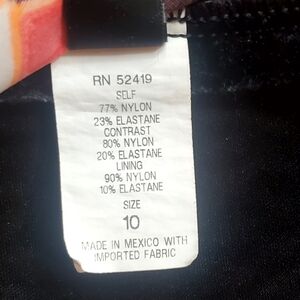 RN 52419
SELF
77% NYLON
23% ELASTANE
CONTRAST
80% NYLON
20% ELASTANE
LINING
90% NYLON
10% ELASTANE
SIZE
10
MADE IN MEXICO WITH
IMPORTED FABRIC